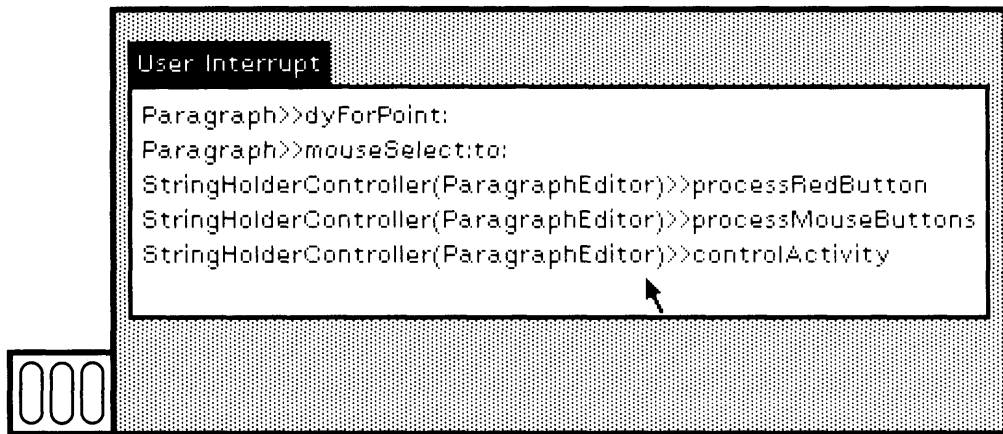 User Interrupt
Paragraph>>dyForPoint:
Paragraph>>mouseSelect:to:
StringHolderController(ParagraphEditor)>>processRedButton
StringHolderController(ParagraphEditor)>>processMouseButtons
StringHolderController(ParagraphEditor)>>controlActivity